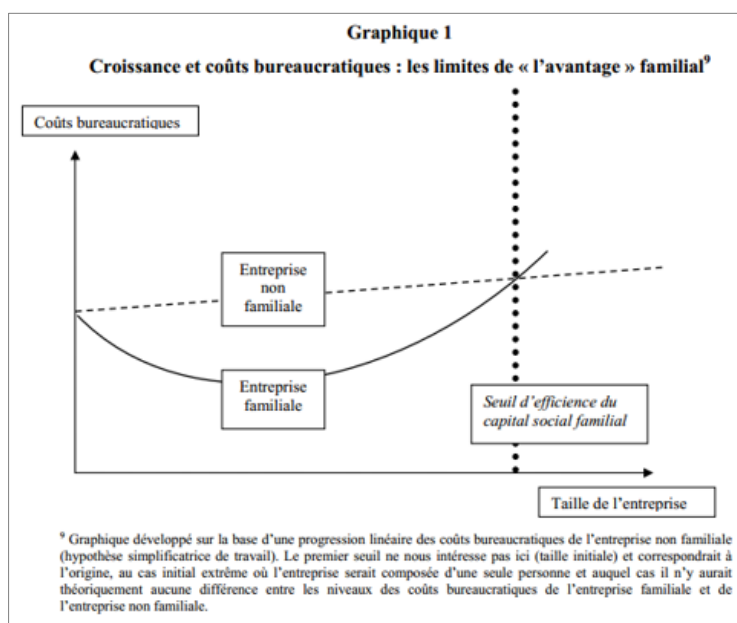 Graphique 1
Croissance et coûts bureaucratiques : les limites de « l’avantage » familial⁹
Coûts bureaucratiques
Entreprise
non
familiale
Entreprise
familiale
Seuil d’efficience du
capital social familial
Taille de l’entreprise
⁹ Graphique développé sur la base d’une progression linéaire des coûts bureaucratiques de l’entreprise non familiale
(hypothèse simplificatrice de travail). Le premier seuil ne nous intéresse pas ici (taille initiale) et correspondrait à
l’origine, au cas initial extrême où l’entreprise serait composée d’une seule personne et auquel cas il n’y aurait
théoriquement aucune différence entre les niveaux des coûts bureaucratiques de l’entreprise familiale et de
l’entreprise non familiale.